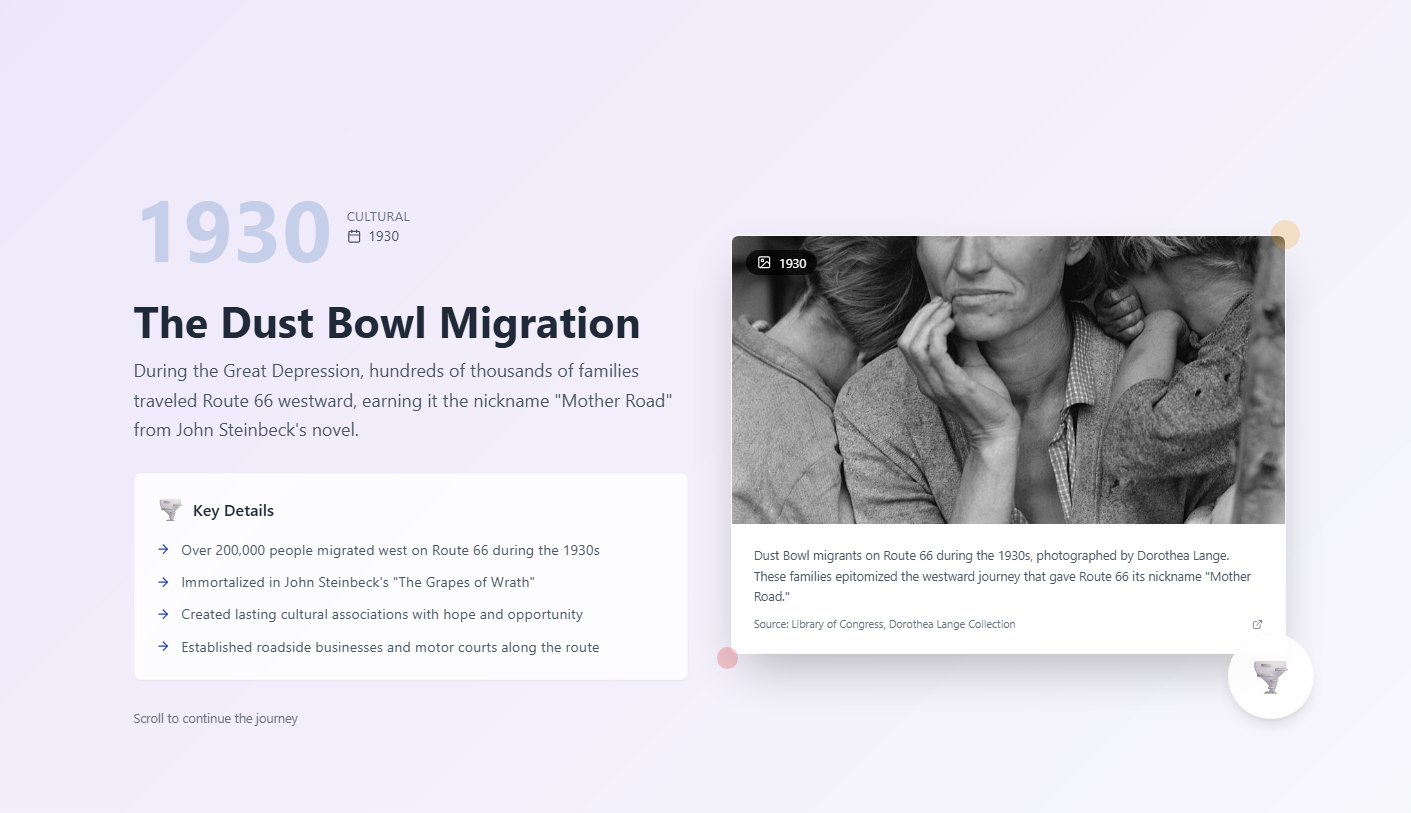 1930
CULTURAL
1930
The Dust Bowl Migration
During the Great Depression, hundreds of thousands of families
traveled Route 66 westward, earning it the nickname "Mother Road"
from John Steinbeck's novel.
Key Details
Over 200,000 people migrated west on Route 66 during the 1930s
Immortalized in John Steinbeck's "The Grapes of Wrath"
Created lasting cultural associations with hope and opportunity
Established roadside businesses and motor courts along the route
Scroll to continue the journey
1930
Dust Bowl migrants on Route 66 during the 1930s, photographed by Dorothea Lange.
These families epitomized the westward journey that gave Route 66 its nickname "Mother
Road."
Source: Library of Congress, Dorothea Lange Collection